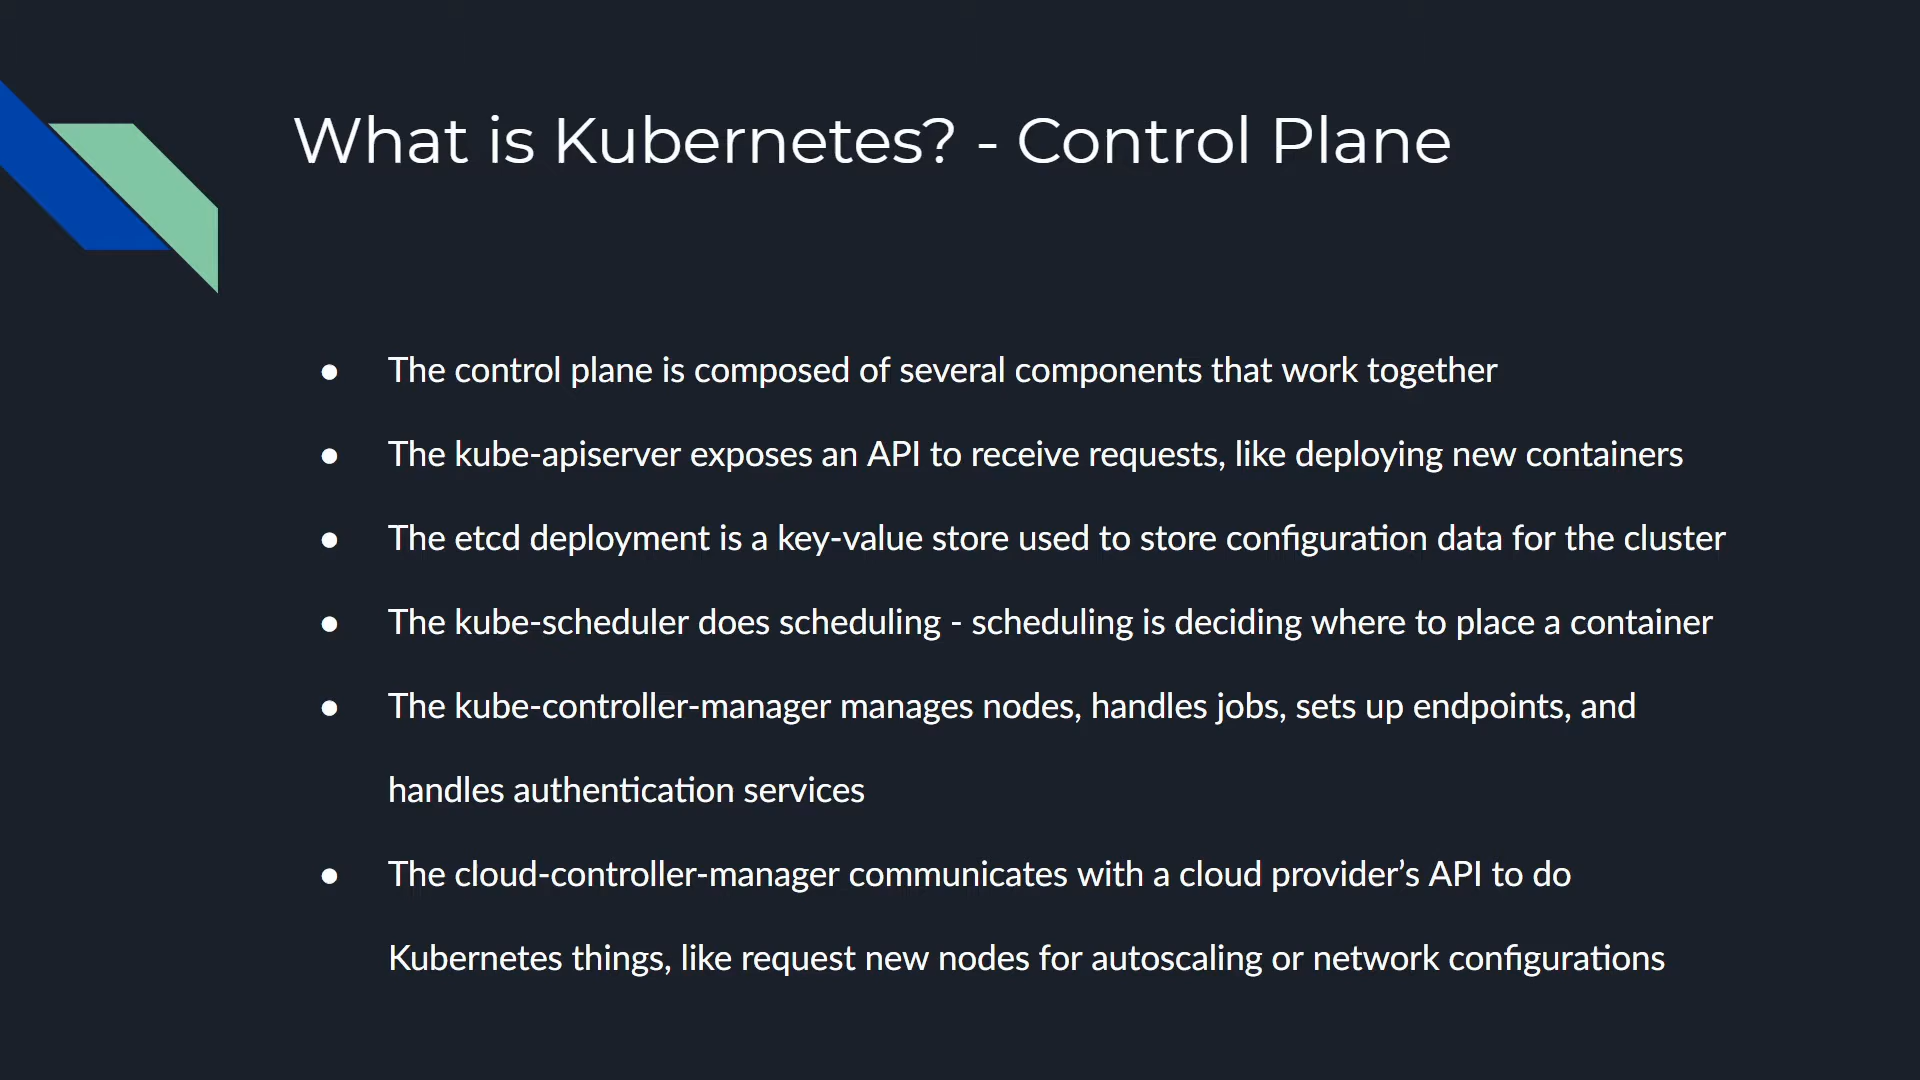 What is Kubernetes? - Control Plane
● The control plane is composed of several components that work together
● The kube-apiserver exposes an API to receive requests, like deploying new containers
● The etcd deployment is a key-value store used to store configuration data for the cluster
● The kube-scheduler does scheduling - scheduling is deciding where to place a container
● The kube-controller-manager manages nodes, handles jobs, sets up endpoints, and
handles authentication services
● The cloud-controller-manager communicates with a cloud provider’s API to do
Kubernetes things, like request new nodes for autoscaling or network configurations